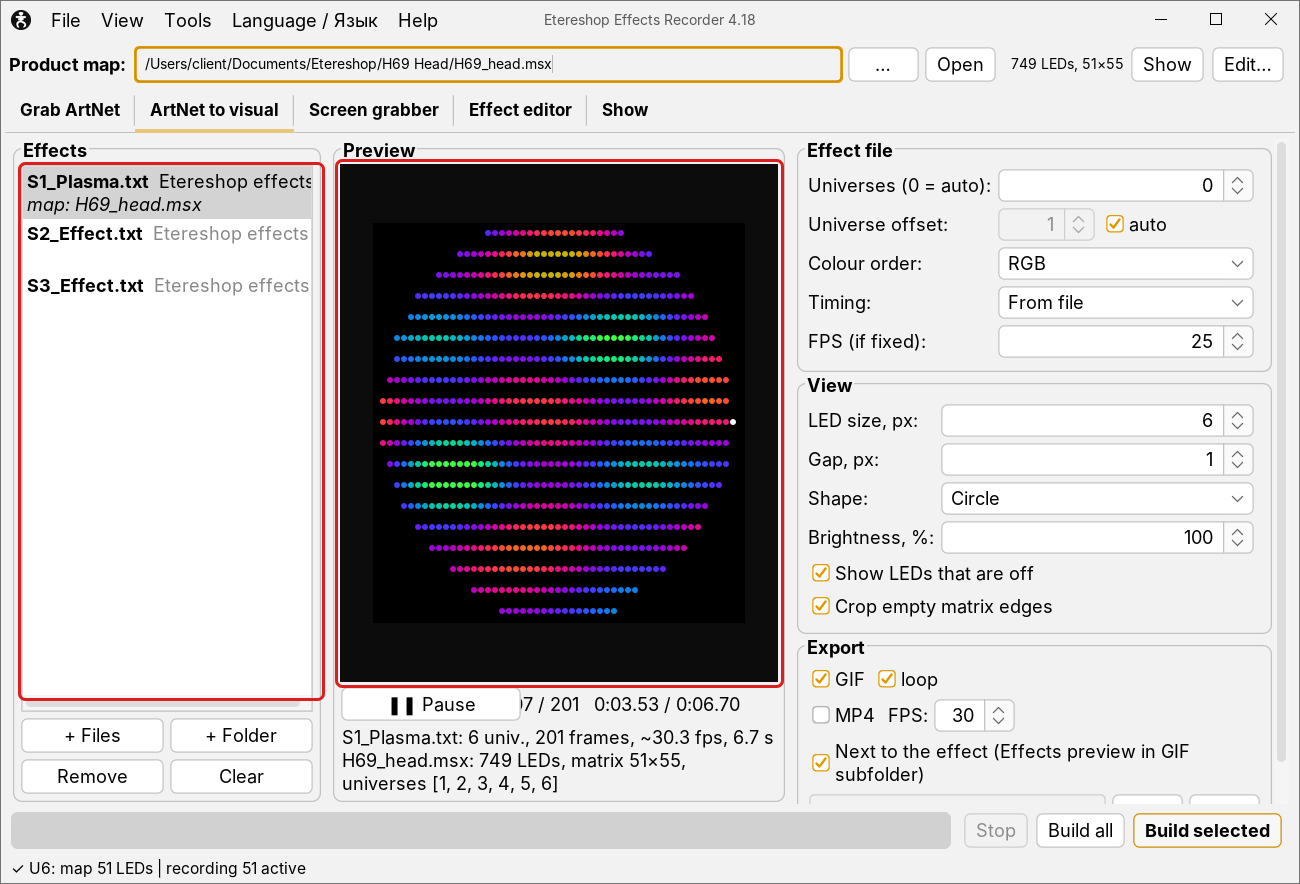 File View Artools Language / Язык Help Etereshop Effects Recorder 4.18
Product map: /Users/client/Documents/Etereshop/H69 Head/H69_head.msx ... Open 749 LEDs, 51×55 Show Edit...
Grab ArtNet ArtNet to visual Screen grabber Effect editor Show
Effects
S1_Plasma.txt Etereshop effects
map: H69_head.msx
S2_Effect.txt Etereshop effects
S3_Effect.txt Etereshop effects
+ Files + Folder
Remove Clear
Preview
Pause 07 / 201 0:03.53 / 0:06.70
S1_Plasma.txt: 6 univ., 201 frames, ~30.3 fps, 6.7 s
H69_head.msx: 749 LEDs, matrix 51×55,
universes [1, 2, 3, 4, 5, 6]
Effect file
Universes (0 = auto): 0
Universe offset: 1 auto
Colour order: RGB
Timing: From file
FPS (if fixed): 25
View
LED size, px: 6
Gap, px: 1
Shape: Circle
Brightness, %: 100
Show LEDs that are off
Crop empty matrix edges
Export
GIF loop
MP4 FPS: 30
Next to the effect (Effects preview in GIF
subfolder)
Stop Build all Build selected
✓ U6: map 51 LEDs | recording 51 active